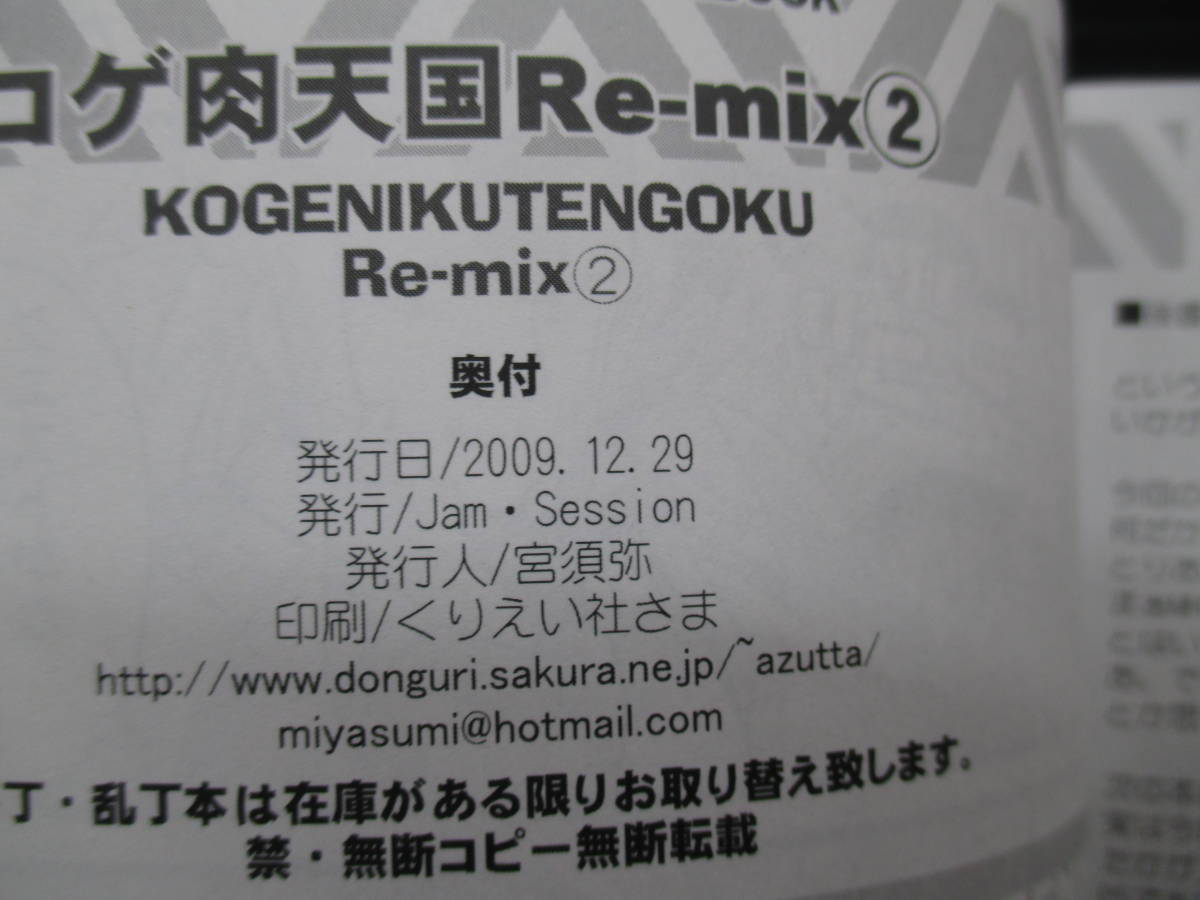 BOOK
コゲ肉天国Re-mix②
KOGENIKUTENGOKU
Re-mix②
奥付
発行日/2009.12.29
発行/Jam・Session
発行人/宮須弥
印刷/くりえい社さま
http://www.donguri.sakura.ne.jp/~azutta/
miyasumi@hotmail.com
丁・乱丁本は在庫がある限りお取り替え致します。
禁・無断コピー無断転載